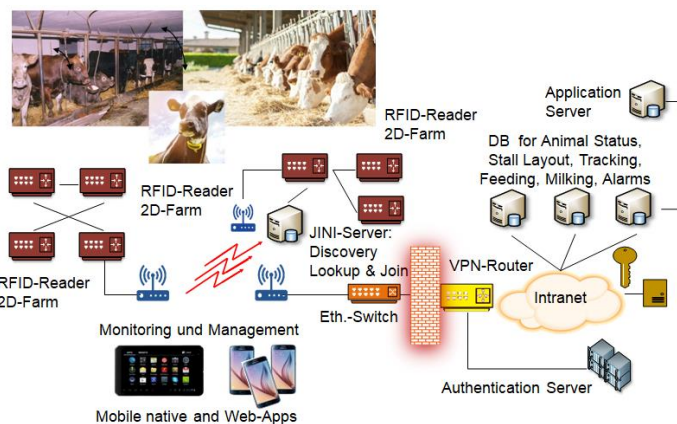 Application
Server
RFID-Reader
2D-Farm
DB for Animal Status,
Stall Layout, Tracking,
Feeding, Milking, Alarms
RFID-Reader
2D-Farm
JINI-Server:
Discovery
Lookup & Join
VPN-Router
RFID-Reader
2D-Farm
Intranet
Eth.-Switch
Monitoring und Management
Authentication Server
Mobile native and Web-Apps